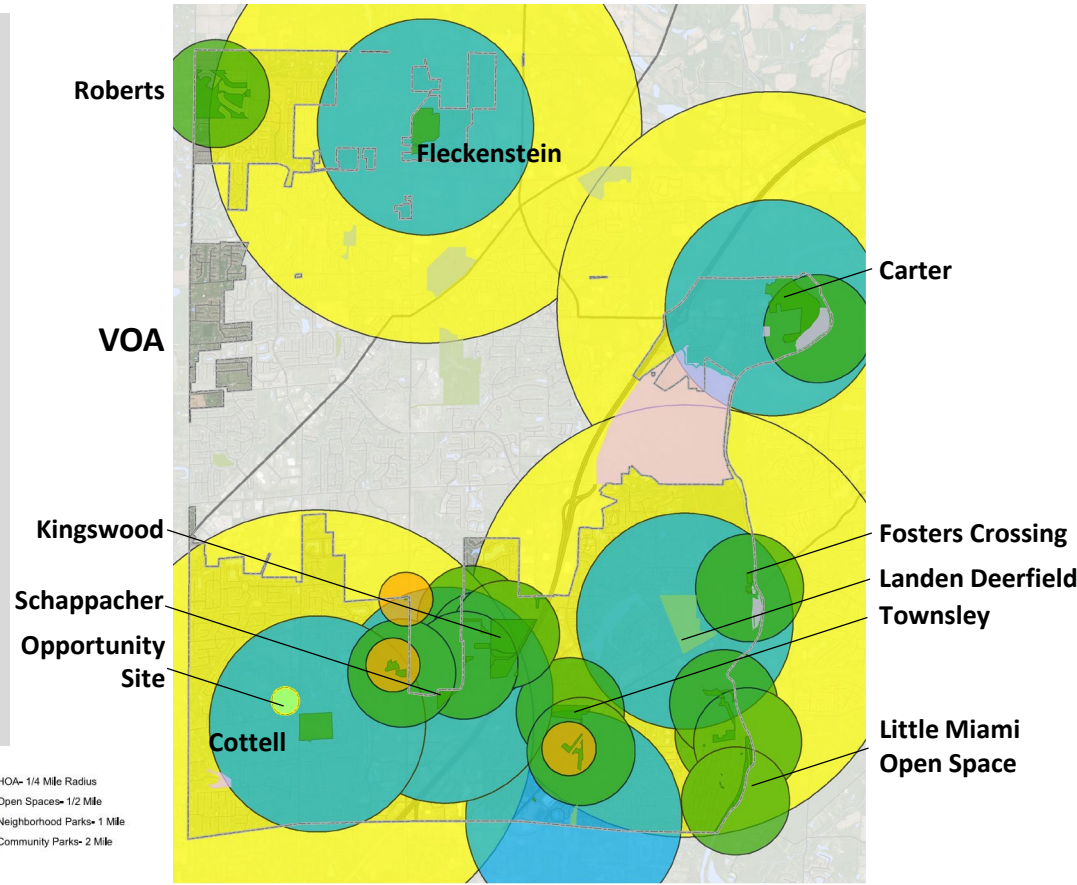 Roberts
Fleckenstein
Carter
VOA
Kingswood
Fosters Crossing
Landen Deerfield
Schappacher
Townsley
Opportunity
Site
Cottell
Little Miami
Open Space
HOA- 1/4 Mile Radius
Open Spaces- 1/2 Mile
Neighborhood Parks- 1 Mile
Community Parks- 2 Mile